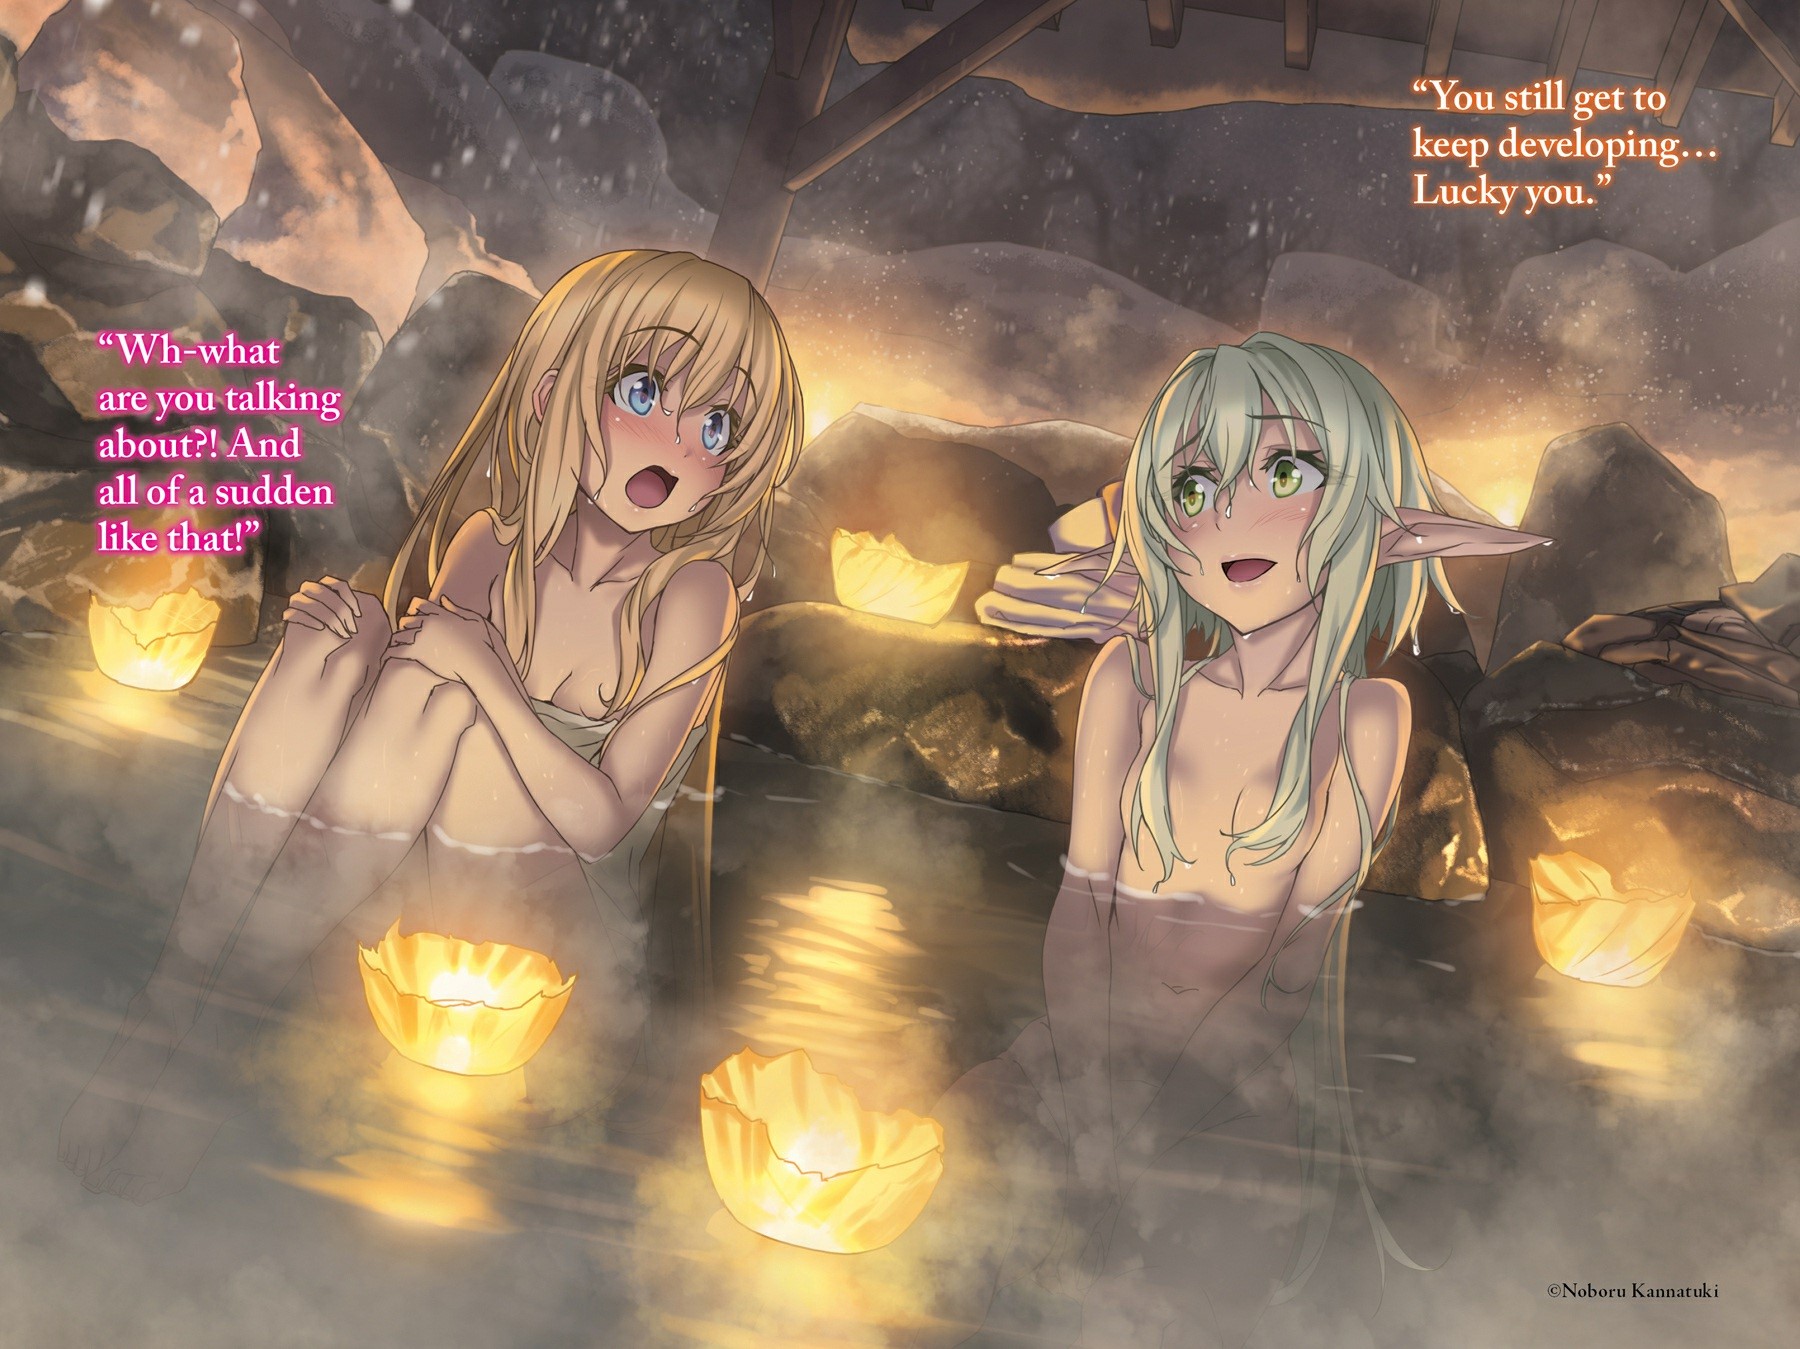 “You still get to
keep developing...
Lucky you.”
“Wh-what
are you talking
about?! And
all of a sudden
like that!”
©Noboru Kannatuki